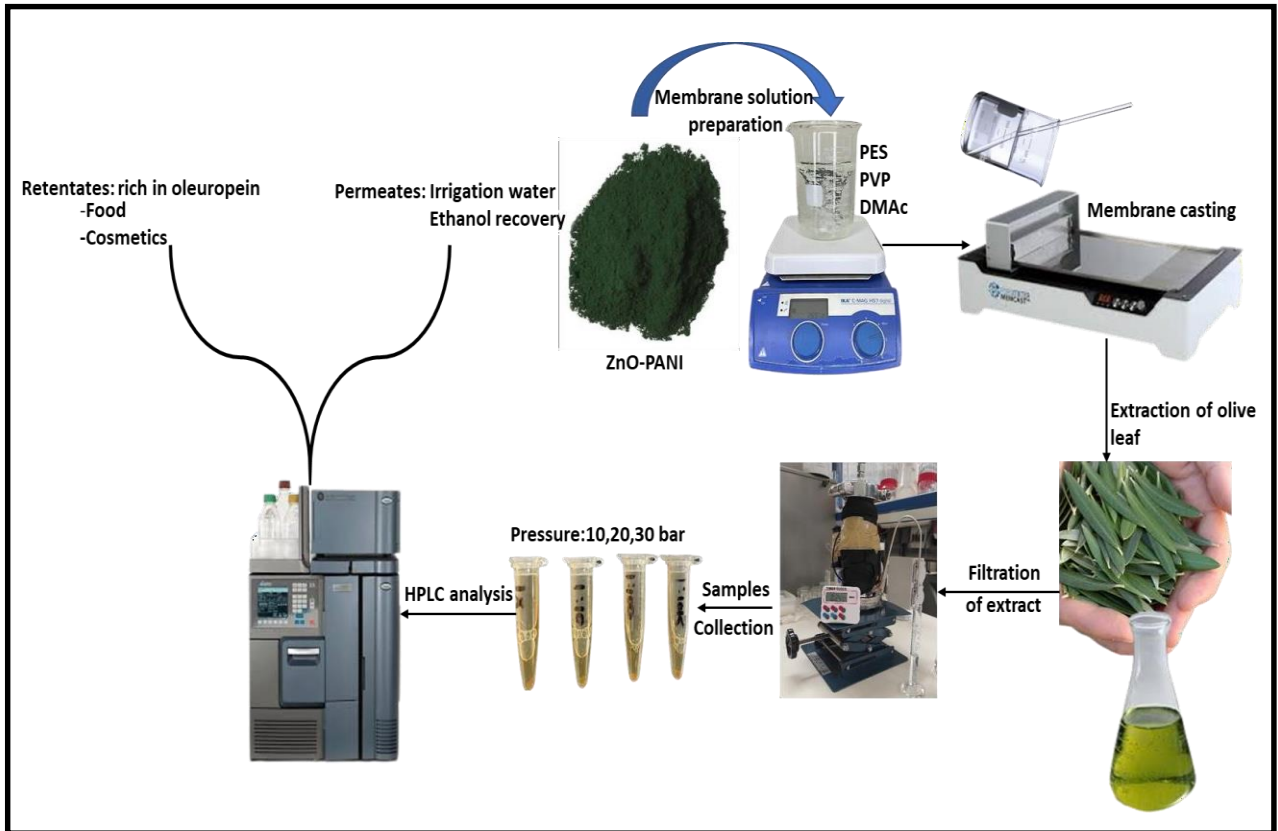 Membrane solution
preparation
PES
PVP
DMAc
Membrane casting
Retentates: rich in oleuropein
-Food
-Cosmetics
Permeates: Irrigation water
Ethanol recovery
ZnO-PANI
Extraction of olive
leaf
Pressure:10,20,30 bar
HPLC analysis
Samples
Collection
Filtration
of extract